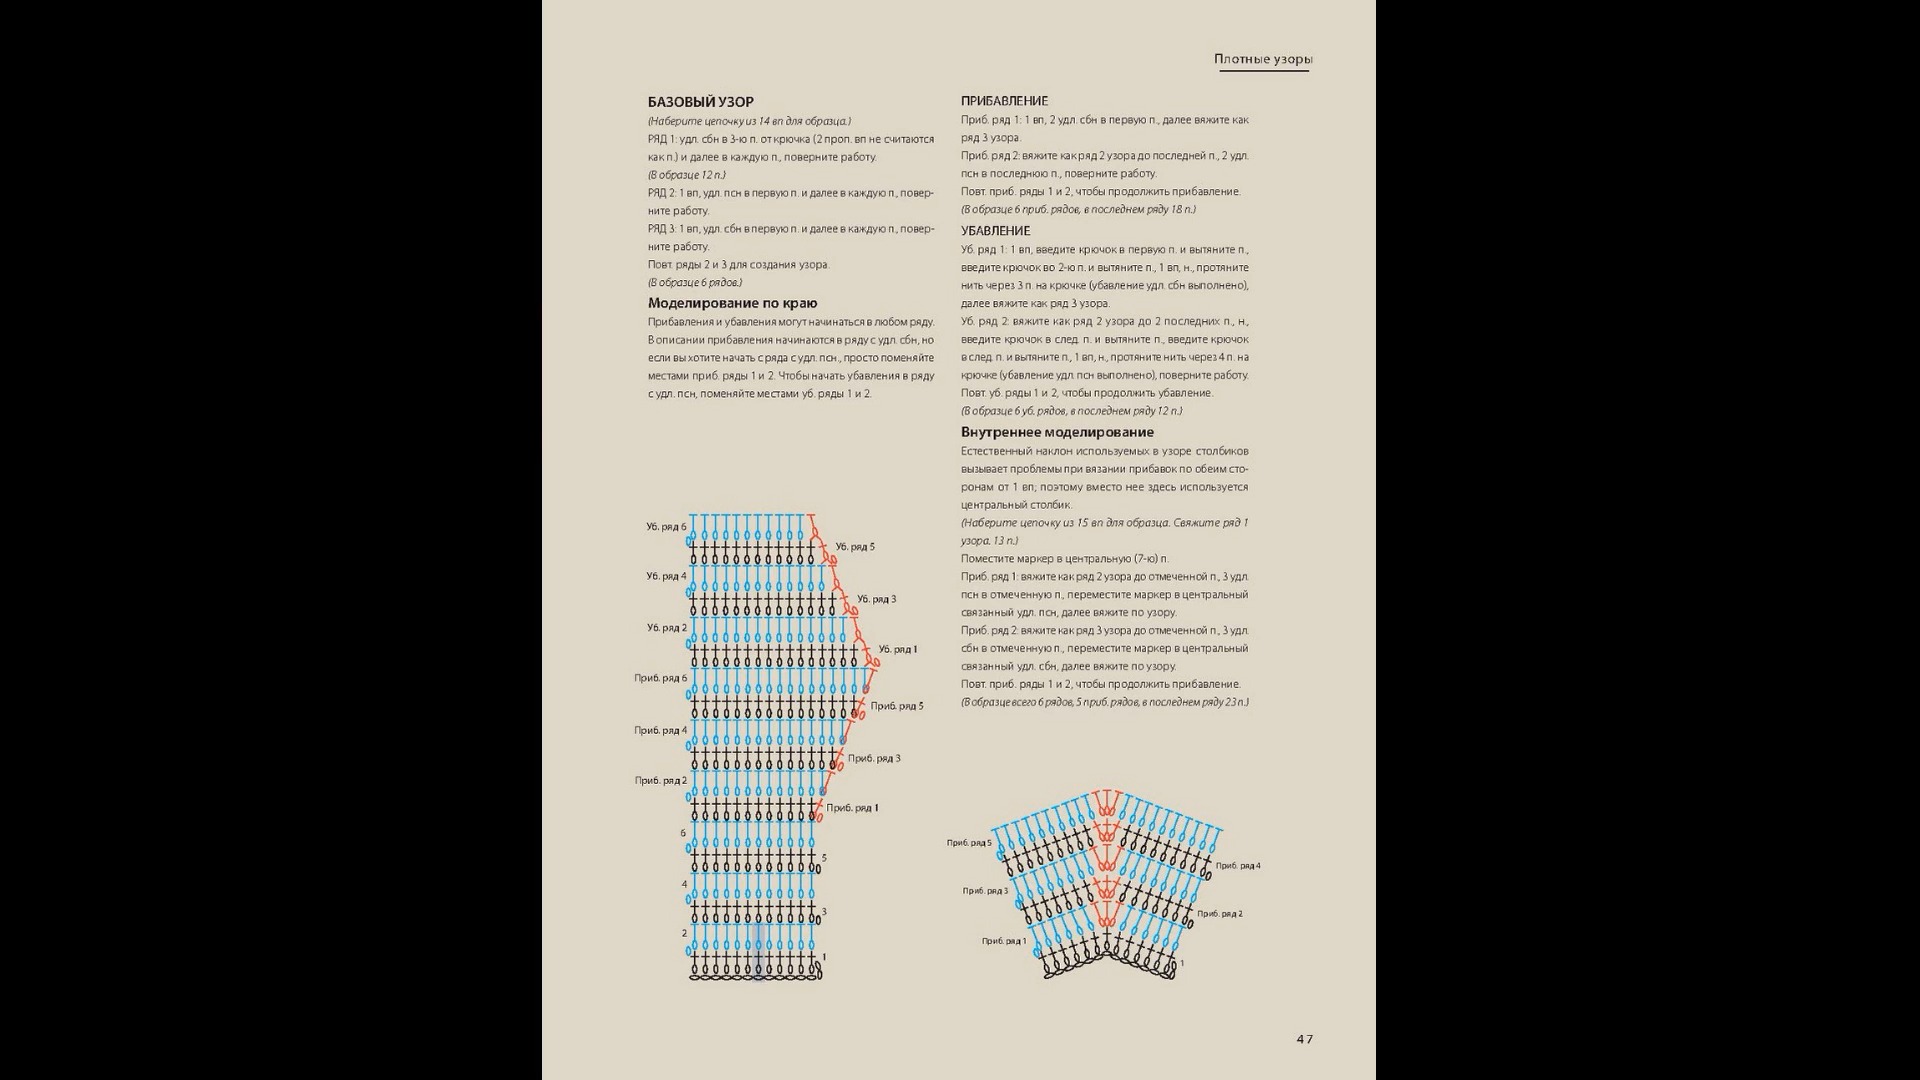 Плотные узоры
БАЗОВЫЙ УЗОР
(Наберите цепочку из 14 вп для образца.)
РЯД 1: удл. сбн в 3-ю п. от крючка (2 проп. вп не считаются
как п.) и далее в каждую п., поверните работу.
(В образце 12 п.)
РЯД 2: 1 вп, удл. псн в первую п. и далее в каждую п., повер-
ните работу.
РЯД 3: 1 вп, удл. сбн в первую п. и далее в каждую п., повер-
ните работу.
Повт. ряды 2 и 3 для создания узора.
(В образце 6 рядов.)
Моделирование по краю
Прибавления и убавления могут начинаться в любом ряду.
В описании прибавления начинаются в ряду с удл. сбн, но
если вы хотите начать с ряда с удл. псн., просто поменяйте
местами приб. ряды 1 и 2. Чтобы начать убавления в ряду
с удл. псн, поменяйте местами уб. ряды 1 и 2.
ПРИБАВЛЕНИЕ
Приб. ряд 1: 1 вп, 2 удл. сбн в первую п., далее вяжите как
ряд 3 узора.
Приб. ряд 2: вяжите как ряд 2 узора до последней п., 2 удл.
псн в последнюю п., поверните работу.
Повт. приб. ряды 1 и 2, чтобы продолжить прибавление.
(В образце 6 приб. рядов, в последнем ряду 18 п.)
УБАВЛЕНИЕ
Уб. ряд 1: 1 вп, введите крючок в первую п. и вытяните п.,
введите крючок во 2-ю п. и вытяните п., 1 вп, н., протяните
нить через 3 п. на крючке (убавление удл. сбн выполнено),
далее вяжите как ряд 3 узора.
Уб. ряд 2: вяжите как ряд 2 узора до 2 последних п., н.,
введите крючок в след. п. и вытяните п., введите крючок
в след. п. и вытяните п., 1 вп, н., протяните нить через 4 п. на
крючке (убавление удл. псн выполнено), поверните работу.
Повт. уб. ряды 1 и 2, чтобы продолжить убавление.
(В образце 6 уб. рядов, в последнем ряду 12 п.)
Внутреннее моделирование
Естественный наклон используемых в узоре столбиков
вызывает проблемы при вязании прибавок по обеим сто-
ронам от 1 вп; поэтому вместо нее здесь используется
центральный столбик.
(Наберите цепочку из 15 вп для образца. Свяжите ряд 1
узора. 13 п.)
Поместите маркер в центральную (7-ю) п.
Приб. ряд 1: вяжите как ряд 2 узора до отмеченной п., 3 удл.
псн в отмеченную п., переместите маркер в центральный
связанный удл. псн, далее вяжите по узору.
Приб. ряд 2: вяжите как ряд 3 узора до отмеченной п., 3 удл.
сбн в отмеченную п., переместите маркер в центральный
связанный удл. сбн, далее вяжите по узору.
Повт. приб. ряды 1 и 2, чтобы продолжить прибавление.
(В образце всего 6 рядов, 5 приб. рядов, в последнем ряду 23 п.)
Уб. ряд 6
Уб. ряд 5
Уб. ряд 4
Уб. ряд 3
Уб. ряд 2
Уб. ряд 1
Приб. ряд 6
Приб. ряд 5
Приб. ряд 4
Приб. ряд 3
Приб. ряд 2
Приб. ряд 1
6
5
4
3
2
1
Приб. ряд 5
Приб. ряд 4
Приб. ряд 3
Приб. ряд 2
Приб. ряд 1
1
47